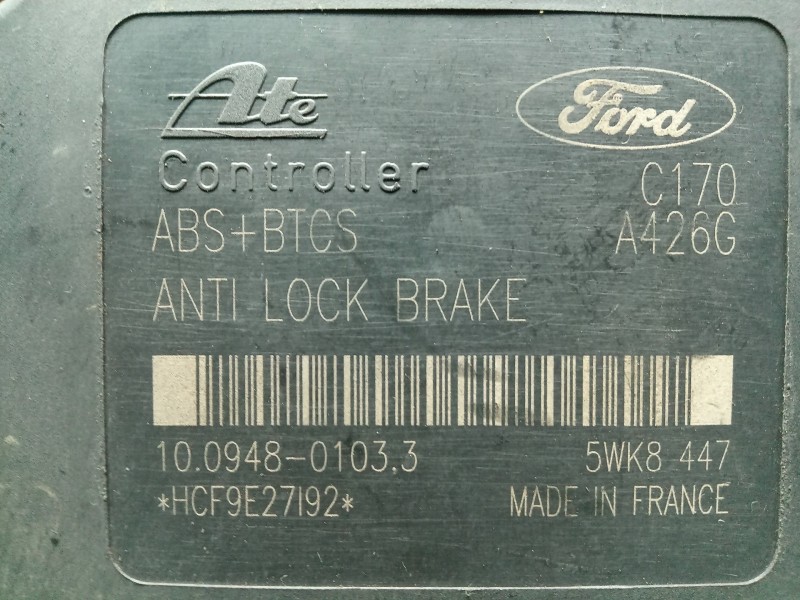 Ate
Ford
Controller
C170
ABS+BTCS
A426G
ANTI LOCK BRAKE
10.0948-0103.3
5WK8 447
*HCF9E27I92*
MADE IN FRANCE